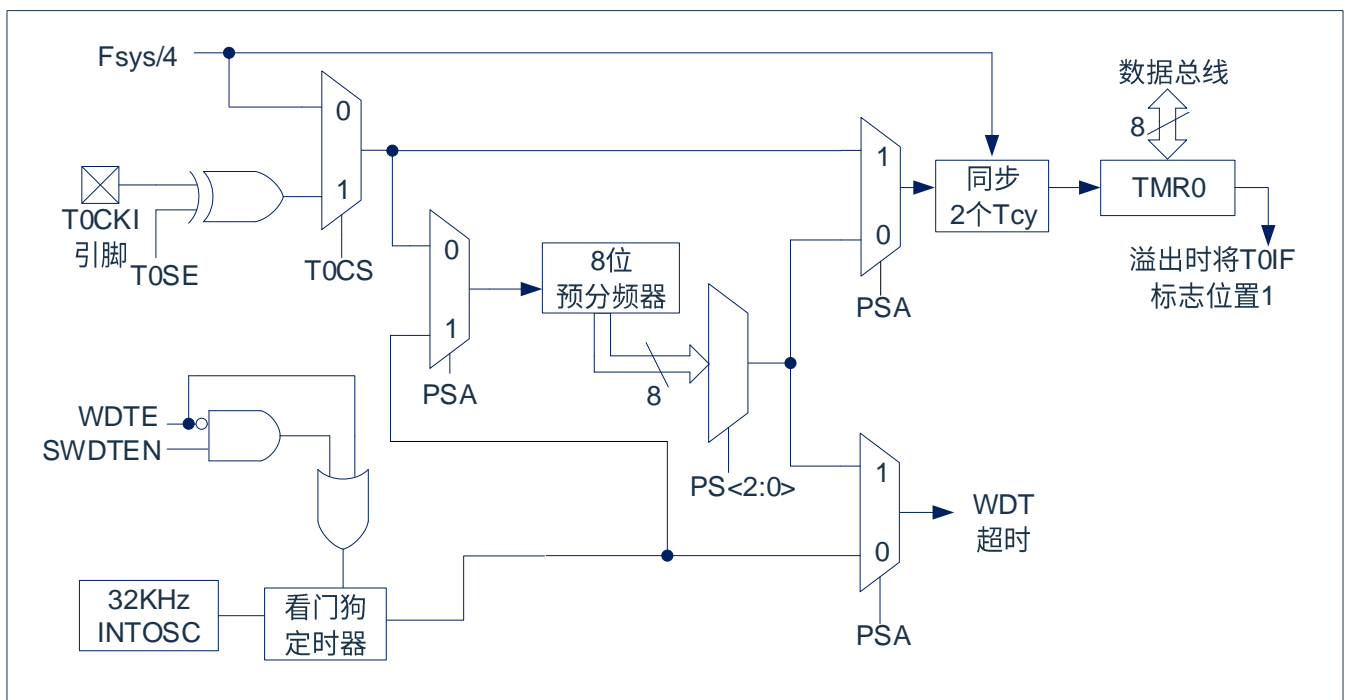 Fsys/4
数据总线
8
0
1
T0CKI
引脚
T0SE
T0CS
1
0
PSA
同步
2个Tcy
TMR0
溢出时将T0IF
标志位置1
0
1
PSA
8位
预分频器
8
PS<2:0>
WDTE
SWDTEN
1
0
PSA
WDT
超时
32KHz
INTOSC
看门狗
定时器